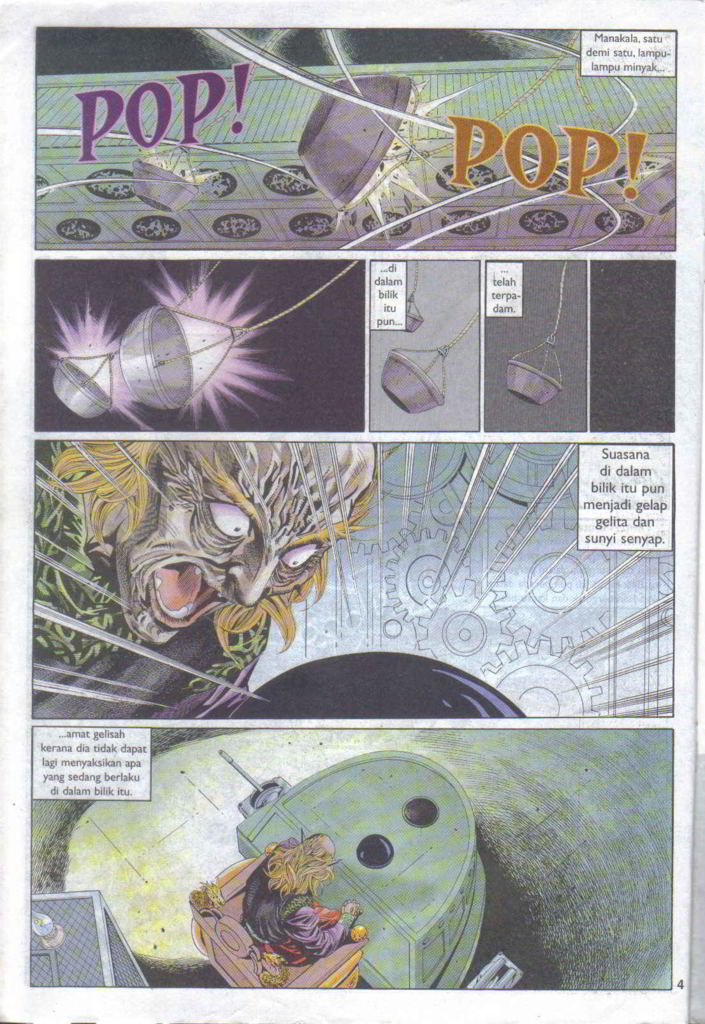 Manakala, satu
demi satu, lampu-
lampu minyak...
POP!
POP!
...di
dalam
bilik
itu
pun...
...
telah
terpa-
dam.
Suasana
di dalam
bilik itu pun
menjadi gelap
gelita dan
sunyi senyap.
...amat gelisah
kerana dia tidak dapat
lagi menyaksikan apa
yang sedang berlaku
di dalam bilik itu.
4